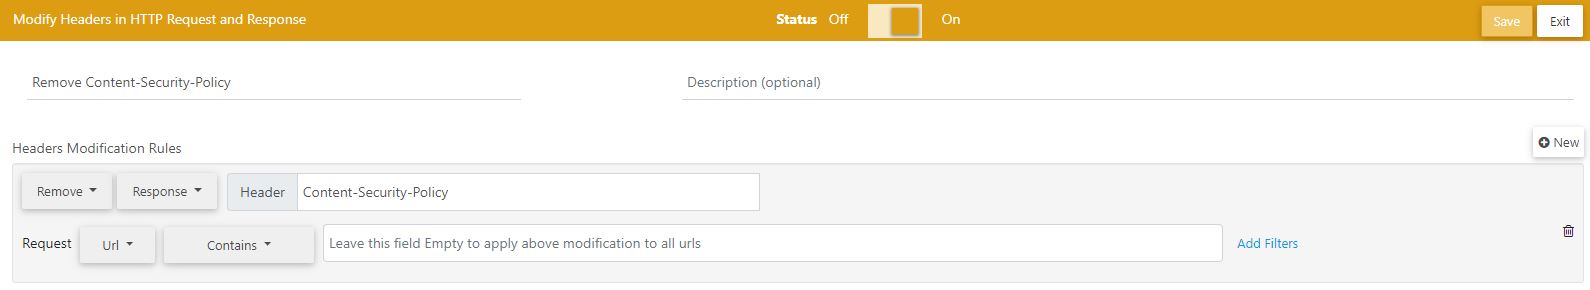 Modify Headers in HTTP Request and Response Status Off On Save Exit
Remove Content-Security-Policy Description (optional)
Headers Modification Rules New
Remove Response Header Content-Security-Policy
Request Url Contains Leave this field Empty to apply above modification to all urls Add Filters